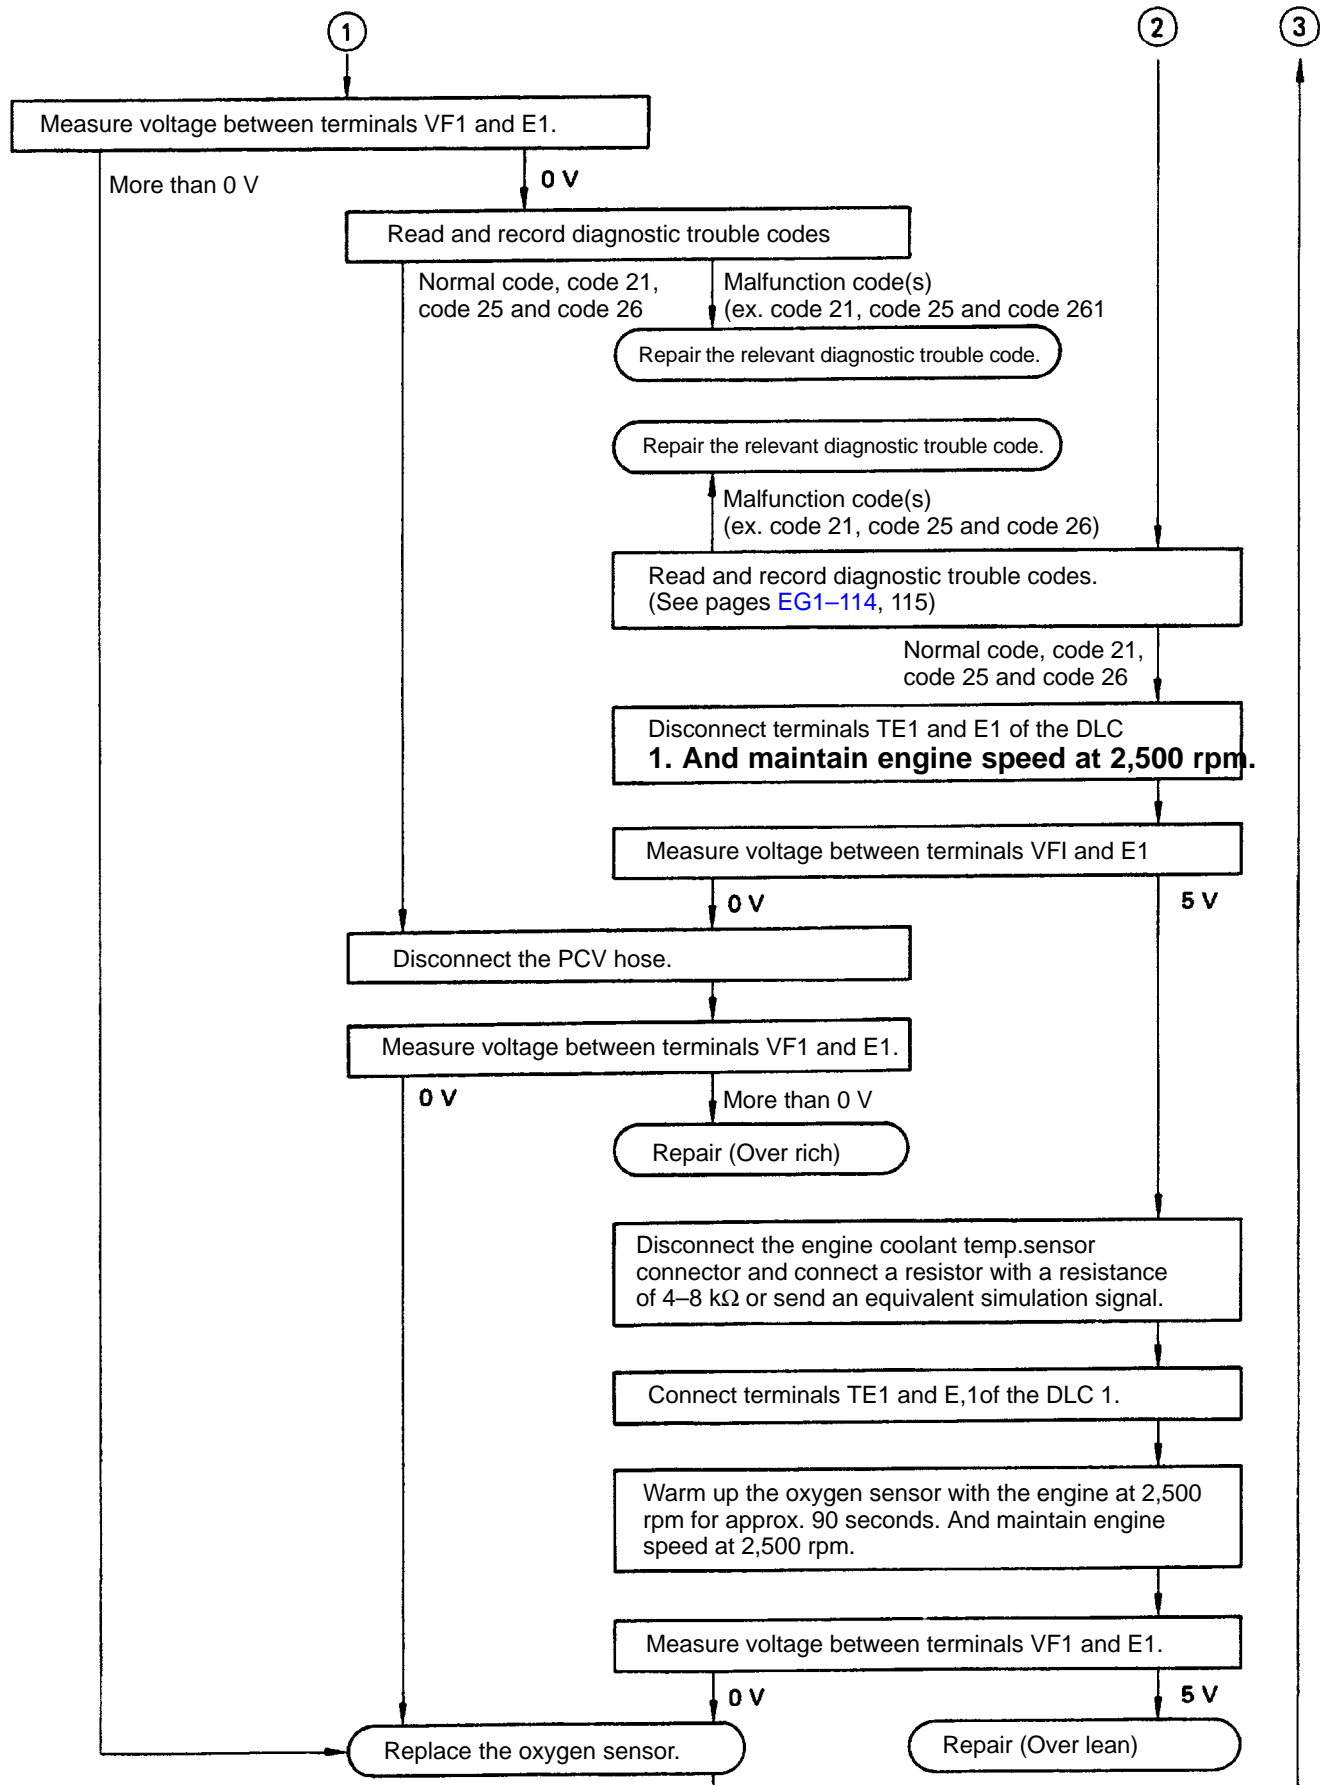 1
2
3
Measure voltage between terminals VF1 and E1.
More than 0 V
0 V
Read and record diagnostic trouble codes
Normal code, code 21,
code 25 and code 26
Malfunction code(s)
(ex. code 21, code 25 and code 261
Repair the relevant diagnostic trouble code.
Repair the relevant diagnostic trouble code.
Malfunction code(s)
(ex. code 21, code 25 and code 26)
Read and record diagnostic trouble codes.
(See pages EG1–114, 115)
Normal code, code 21,
code 25 and code 26
Disconnect terminals TE1 and E1 of the DLC
1. And maintain engine speed at 2,500 rpm.
Measure voltage between terminals VFI and E1
0 V
5 V
Disconnect the PCV hose.
Measure voltage between terminals VF1 and E1.
0 V
More than 0 V
Repair (Over rich)
Disconnect the engine coolant temp.sensor
connector and connect a resistor with a resistance
of 4–8 kΩ or send an equivalent simulation signal.
Connect terminals TE1 and E,1of the DLC 1.
Warm up the oxygen sensor with the engine at 2,500
rpm for approx. 90 seconds. And maintain engine
speed at 2,500 rpm.
Measure voltage between terminals VF1 and E1.
0 V
5 V
Replace the oxygen sensor.
Repair (Over lean)